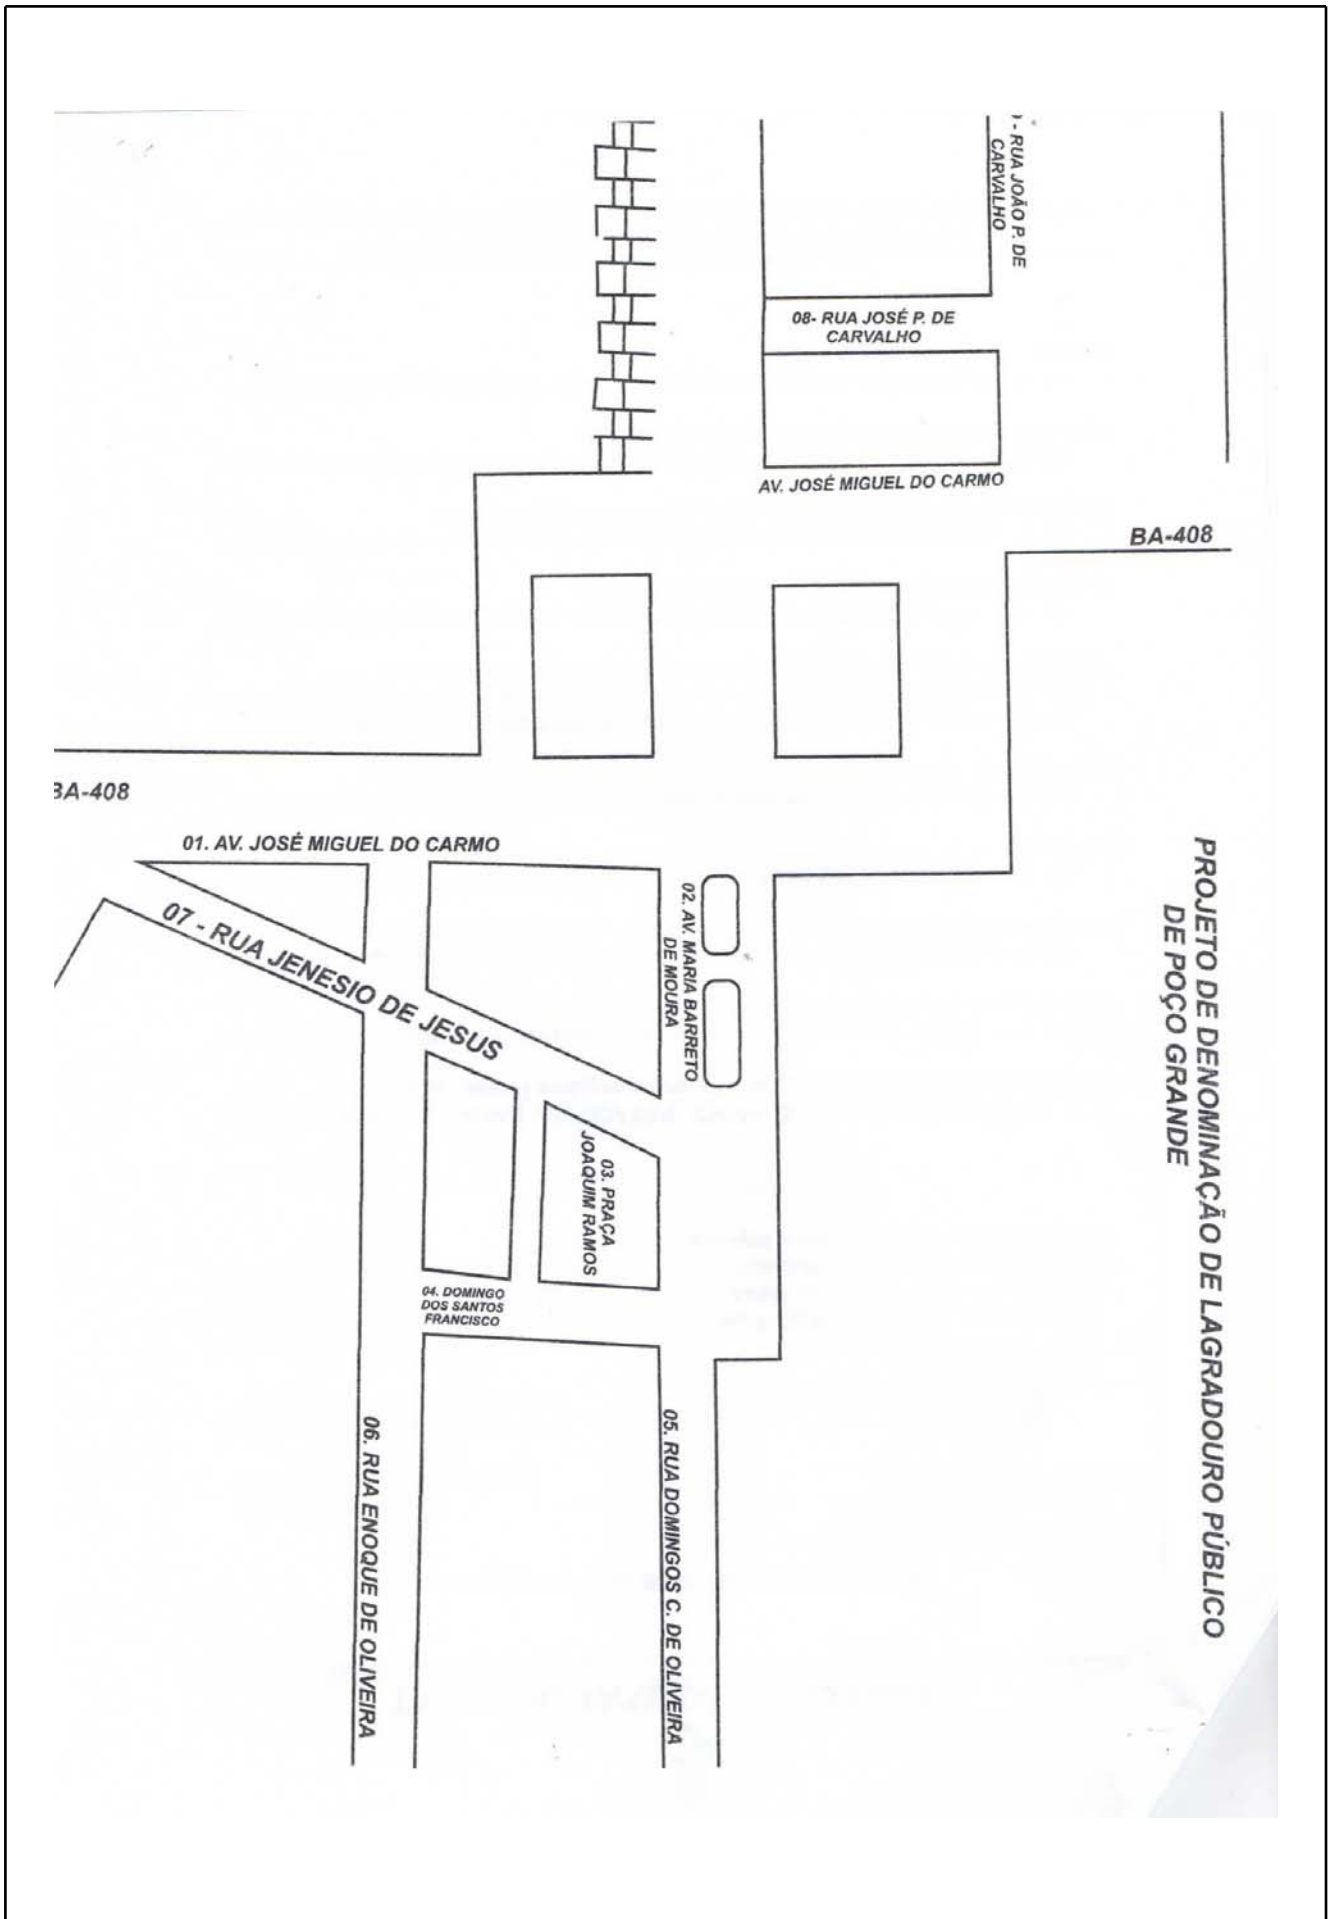 PROJETO DE DENOMINAÇÃO DE LAGRADOURO PÚBLICO
DE POÇO GRANDE
- RUA JOÃO P. DE
CARVALHO
08- RUA JOSÉ P. DE
CARVALHO
AV. JOSÉ MIGUEL DO CARMO
BA-408
BA-408
01. AV. JOSÉ MIGUEL DO CARMO
02. AV. MARIA BARRETO
DE MOURA
07 - RUA JENESIO DE JESUS
03. PRAÇA
JOAQUIM RAMOS
04. DOMINGO
DOS SANTOS
FRANCISCO
05. RUA DOMINGOS C. DE OLIVEIRA
06. RUA ENOQUE DE OLIVEIRA